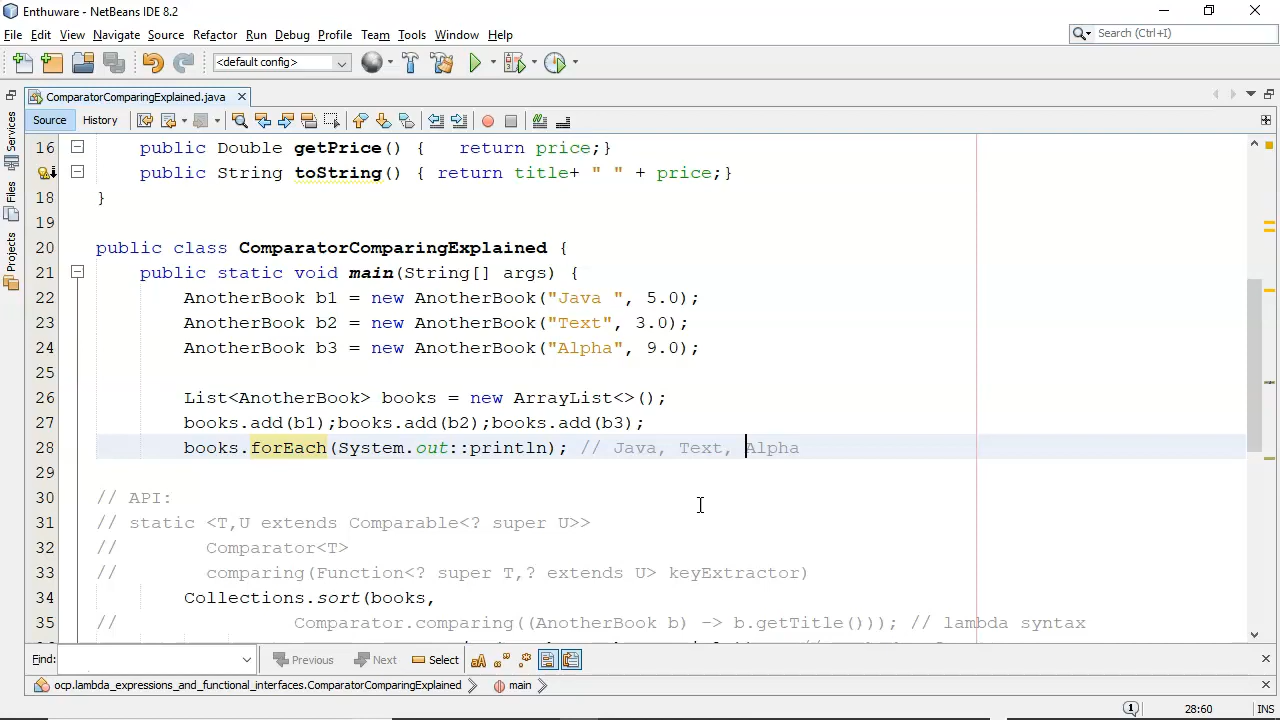 Enthuware - NetBeans IDE 8.2
File Edit View Navigate Source Refactor Run Debug Profile Team Tools Window Help
Search (Ctrl+I)
<default config>
ComparatorComparingExplained.java
Source History
Services
Files
Projects
16 public Double getPrice() { return price;}
public String toString() { return title+ " " + price;}
18 }
19
20 public class ComparatorComparingExplained {
21 public static void main(String[] args) {
22 AnotherBook b1 = new AnotherBook("Java ", 5.0);
23 AnotherBook b2 = new AnotherBook("Text", 3.0);
24 AnotherBook b3 = new AnotherBook("Alpha", 9.0);
25
26 List<AnotherBook> books = new ArrayList<>();
27 books.add(b1);books.add(b2);books.add(b3);
28 books.forEach(System.out::println); // Java, Text, Alpha
29
30 // API:
31 // static <T,U extends Comparable<? super U>>
32 // Comparator<T>
33 // comparing(Function<? super T,? extends U> keyExtractor)
34 Collections.sort(books,
35 // Comparator.comparing((AnotherBook b) -> b.getTitle())); // lambda syntax
Find: Previous Next Select
ocp.lambda_expressions_and_functional_interfaces.ComparatorComparingExplained main
1 28:60 INS